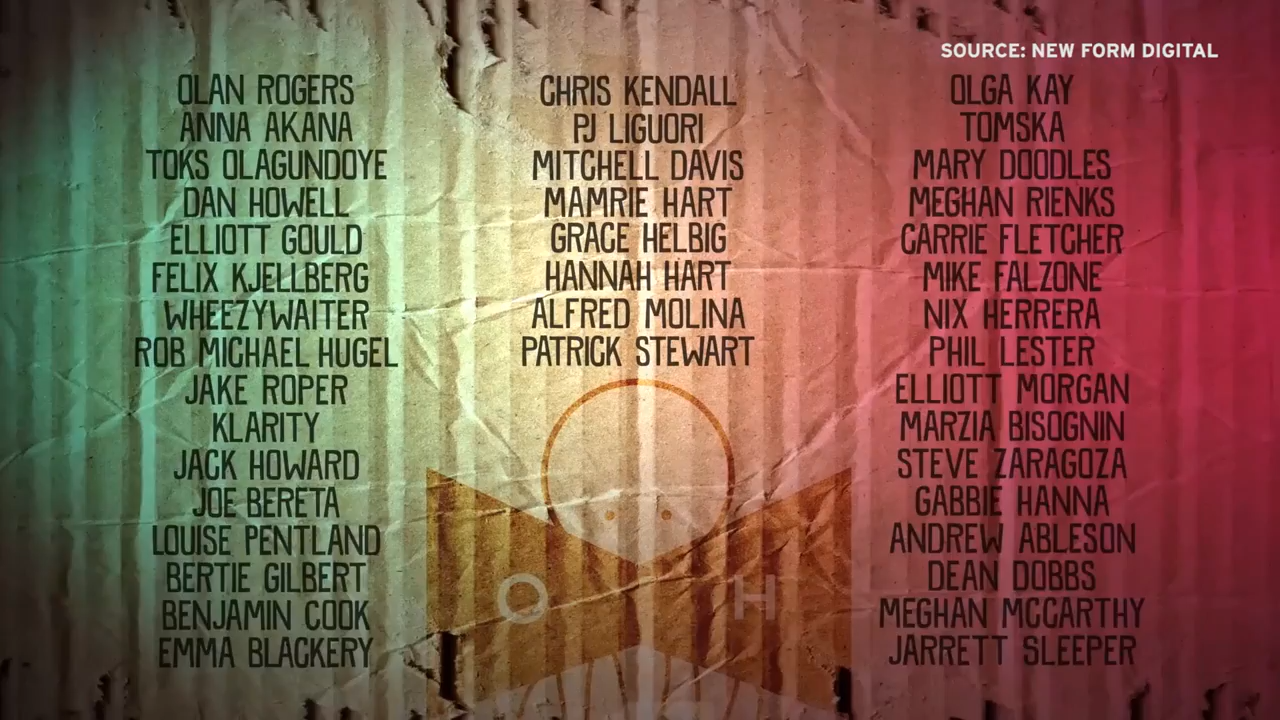 SOURCE: NEW FORM DIGITAL
OLAN ROGERS
ANNA AKANA
TOKS OLAGUNDOYE
DAN HOWELL
ELLIOTT GOULD
FELIX KJELLBERG
WHEEZYWAITER
ROB MICHAEL HUGEL
JAKE ROPER
KLARITY
JACK HOWARD
JOE BERETA
LOUISE PENTLAND
BERTIE GILBERT
BENJAMIN COOK
EMMA BLACKERY
CHRIS KENDALL
PJ LIGUORI
MITCHELL DAVIS
MAMRIE HART
GRACE HELBIG
HANNAH HART
ALFRED MOLINA
PATRICK STEWART
O H
OLGA KAY
TOMSKA
MARY DOODLES
MEGHAN RIENKS
CARRIE FLETCHER
MIKE FALZONE
NIX HERRERA
PHIL LESTER
ELLIOTT MORGAN
MARZIA BISOGNIN
STEVE ZARAGOZA
GABBIE HANNA
ANDREW ABLESON
DEAN DOBBS
MEGHAN MCCARTHY
JARRETT SLEEPER